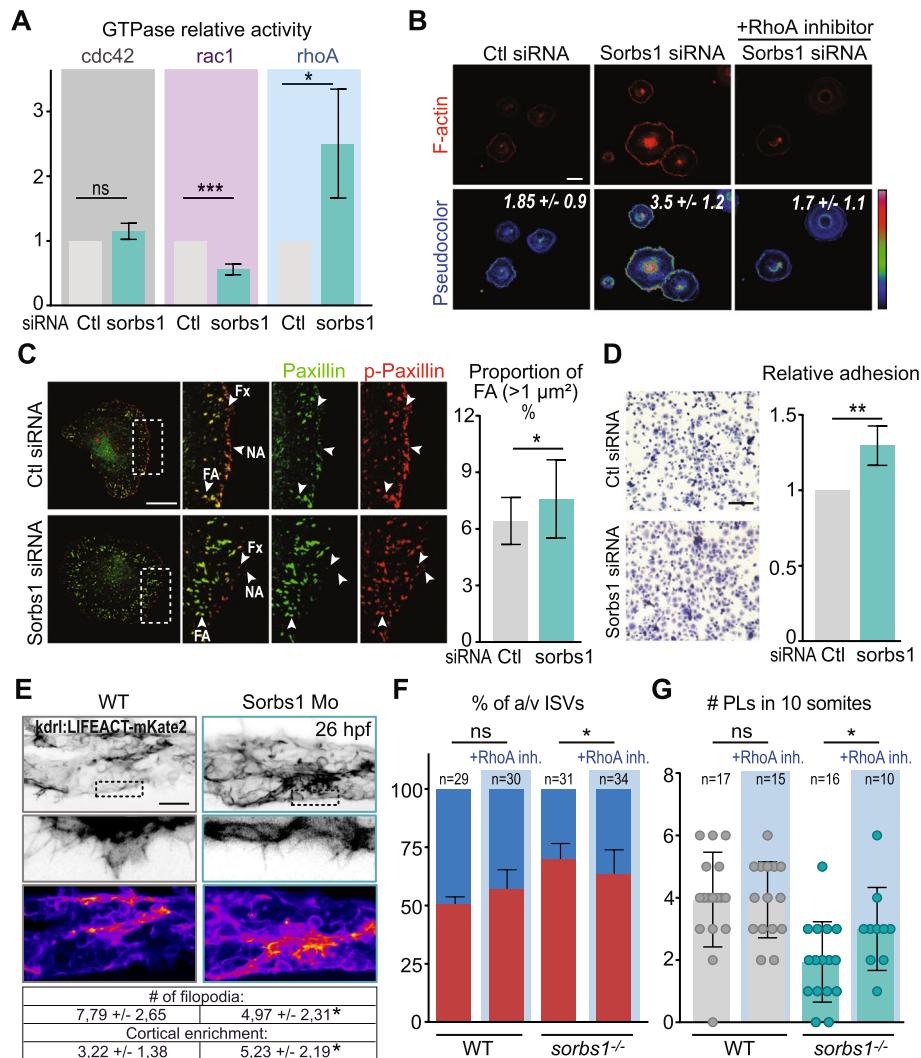 A
GTPase relative activity
cdc42 rac1 rhoA
ns
***
*
3
2
1
0
siRNA Ctl sorbs1 Ctl sorbs1 Ctl sorbs1
B
+RhoA inhibitor
Ctl siRNA Sorbs1 siRNA Sorbs1 siRNA
F-actin
Pseudocolor
1.85 +/- 0.9
3.5 +/- 1.2
1.7 +/- 1.1
C
Paxillin p-Paxillin
Ctl siRNA
Fx
NA
FA
Sorbs1 siRNA
Fx
NA
FA
Proportion of
FA (>1 µm²)
%
*
12
9
6
3
0
siRNA Ctl sorbs1
D
Relative adhesion
Ctl siRNA
Sorbs1 siRNA
**
1.5
1
0.5
0
siRNA Ctl sorbs1
E
WT Sorbs1 Mo
kdrl:LIFEACT-mKate2
26 hpf
# of filopodia:
7,79 +/- 2,65 4,97 +/- 2,31*
Cortical enrichment:
3,22 +/- 1,38 5,23 +/- 2,19*
F
% of a/v ISVs
ns *
+RhoA inh. +RhoA inh.
n=29 n=30 n=31 n=34
100
75
50
25
0
WT sorbs1-/-
G
# PLs in 10 somites
ns *
+RhoA inh. +RhoA inh.
n=17 n=15 n=16 n=10
8
6
4
2
0
WT sorbs1-/-